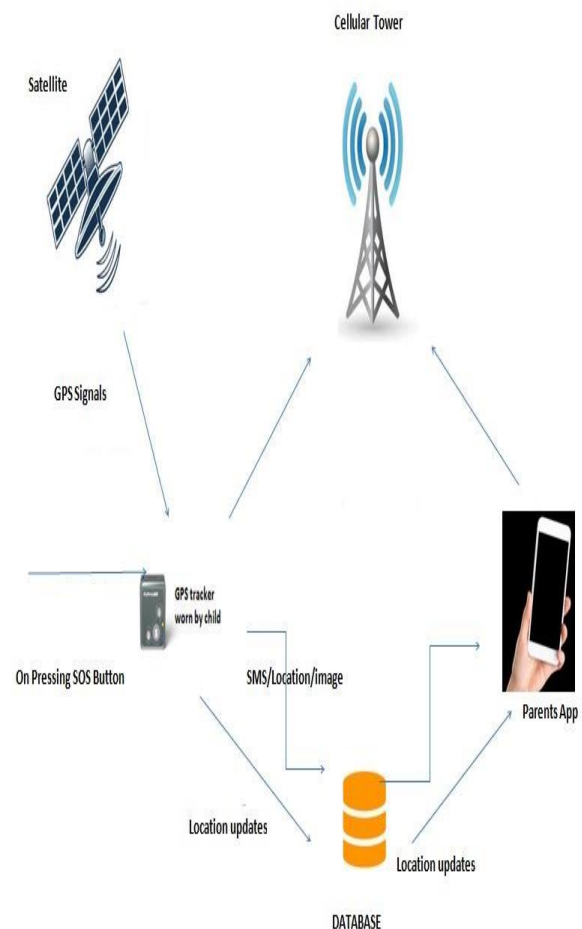 Cellular Tower
Satellite
GPS Signals
GPS tracker
worn by child
On Pressing SOS Button
SMS/Location/image
Parents App
Location updates
Location updates
DATABASE